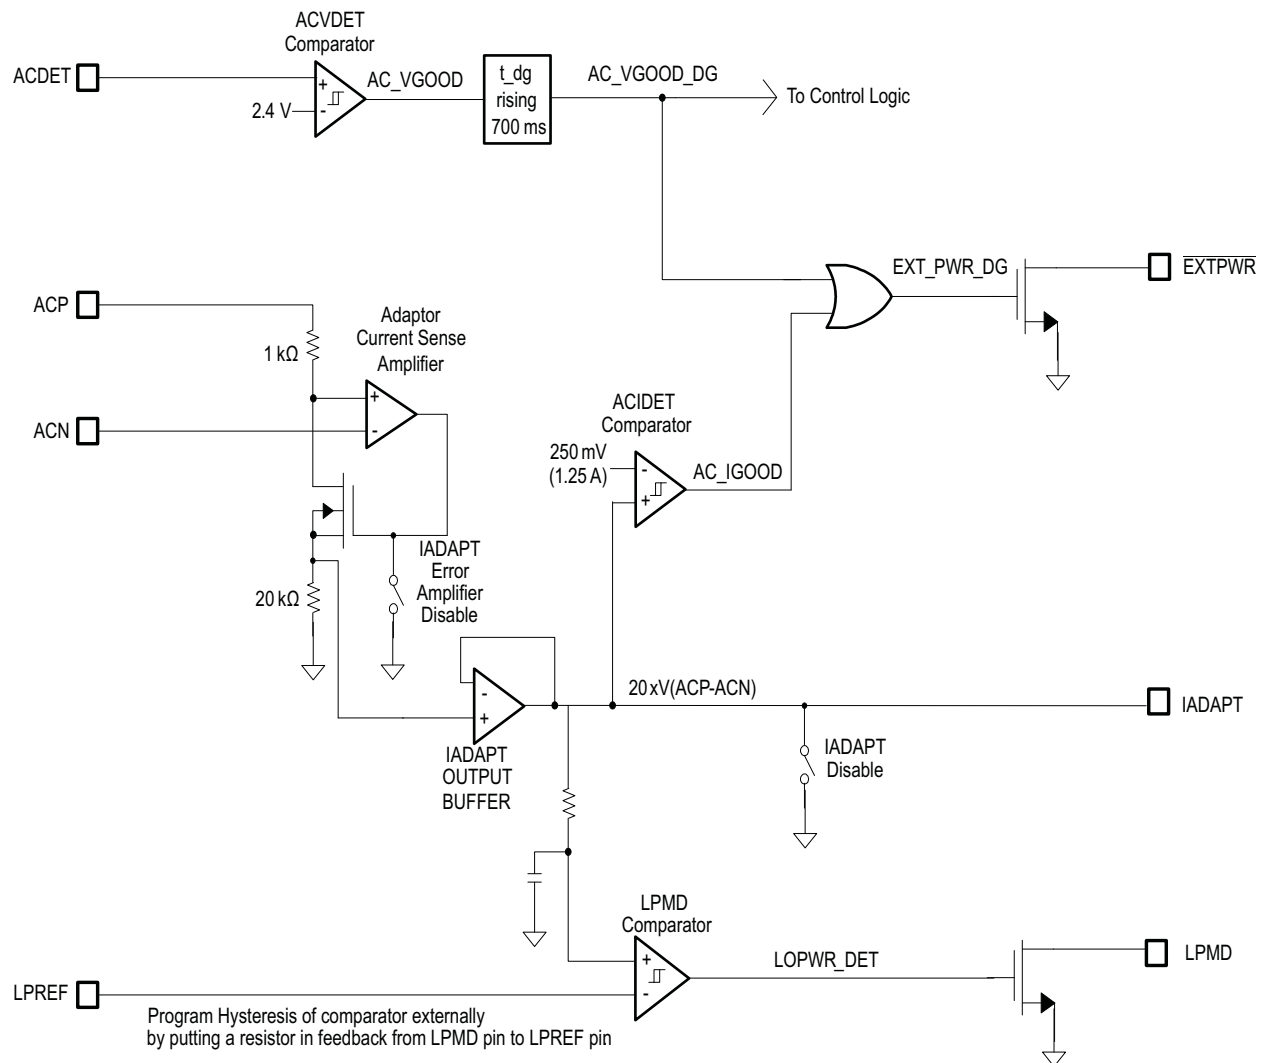 ACVDET
Comparator
ACDET
+
2.4 V
-
AC_VGOOD
t_dg
rising
700 ms
AC_VGOOD_DG
To Control Logic
EXT_PWR_DG
EXTPWR
ACP
1 kΩ
Adaptor
Current Sense
Amplifier
+
-
ACN
ACIDET
Comparator
250 mV
(1.25 A)
-
+
AC_IGOOD
IADAPT
Error
Amplifier
Disable
20 kΩ
-
+
IADAPT
OUTPUT
BUFFER
20 xV(ACP-ACN)
IADAPT
IADAPT
Disable
LPMD
Comparator
+
-
LOPWR_DET
LPMD
LPREF
Program Hysteresis of comparator externally
by putting a resistor in feedback from LPMD pin to LPREF pin